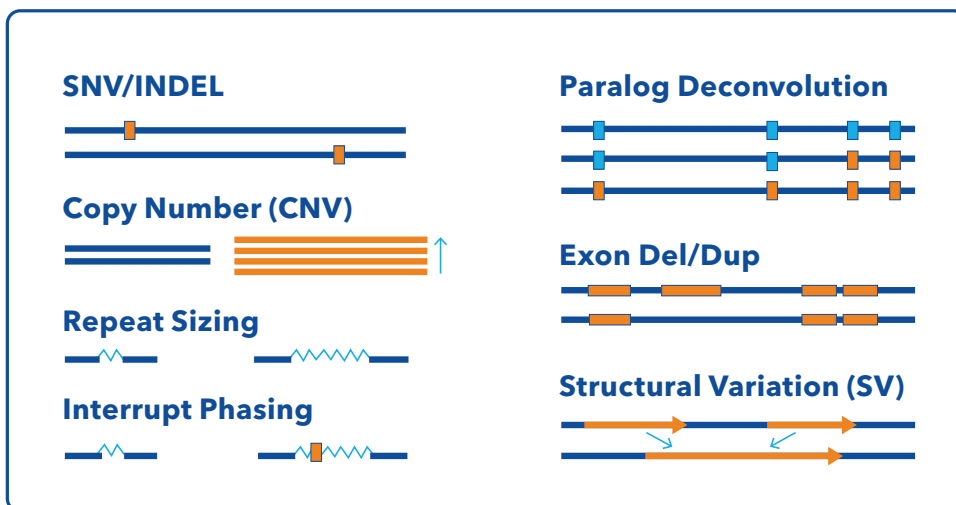 SNV/INDEL
Copy Number (CNV)
Repeat Sizing
Interrupt Phasing
Paralog Deconvolution
Exon Del/Dup
Structural Variation (SV)